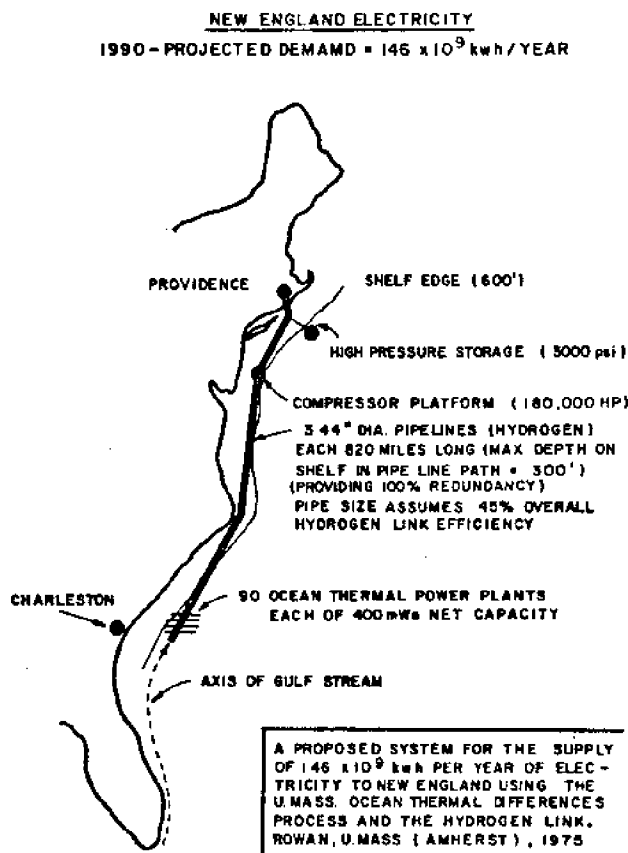 NEW ENGLAND ELECTRICITY
1990-PROJECTED DEMAMD = 146 x10⁹ kwh/YEAR
PROVIDENCE
SHELF EDGE (600')
HIGH PRESSURE STORAGE (3000 psi)
COMPRESSOR PLATFORM (180,000 HP)
3 44" DIA. PIPELINES (HYDROGEN)
EACH 820 MILES LONG (MAX DEPTH ON
SHELF IN PIPE LINE PATH = 300')
(PROVIDING 100% REDUNDANCY)
PIPE SIZE ASSUMES 45% OVERALL
HYDROGEN LINK EFFICIENCY
CHARLESTON
90 OCEAN THERMAL POWER PLANTS
EACH OF 400mWe NET CAPACITY
AXIS OF GULF STREAM
A PROPOSED SYSTEM FOR THE SUPPLY
OF 146 x10⁹ kwh PER YEAR OF ELEC-
TRICITY TO NEW ENGLAND USING THE
U.MASS. OCEAN THERMAL DIFFERENCES
PROCESS AND THE HYDROGEN LINK.
ROWAN, U.MASS (AMHERST), 1975